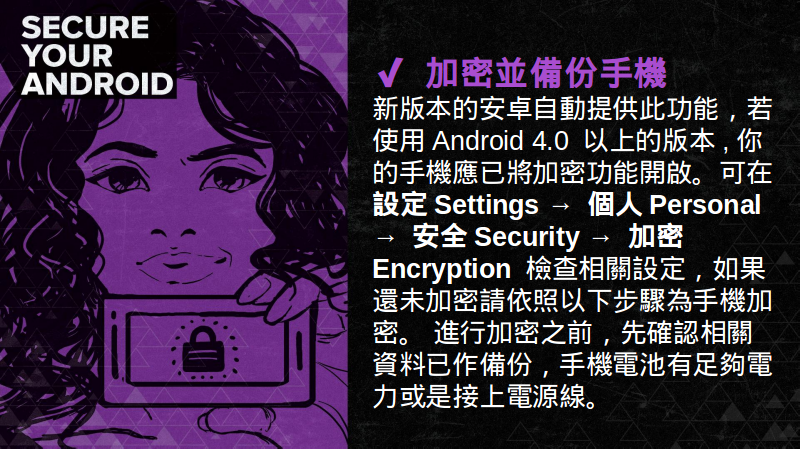 SECURE
YOUR
ANDROID
✓ 加密並備份手機
新版本的安卓自動提供此功能，若
使用 Android 4.0 以上的版本 , 你
的手機應已將加密功能開啟。可在
設定 Settings → 個人 Personal
→ 安全 Security → 加密
Encryption 檢查相關設定，如果
還未加密請依照以下步驟為手機加
密。 進行加密之前，先確認相關
資料已作備份，手機電池有足夠電
力或是接上電源線。